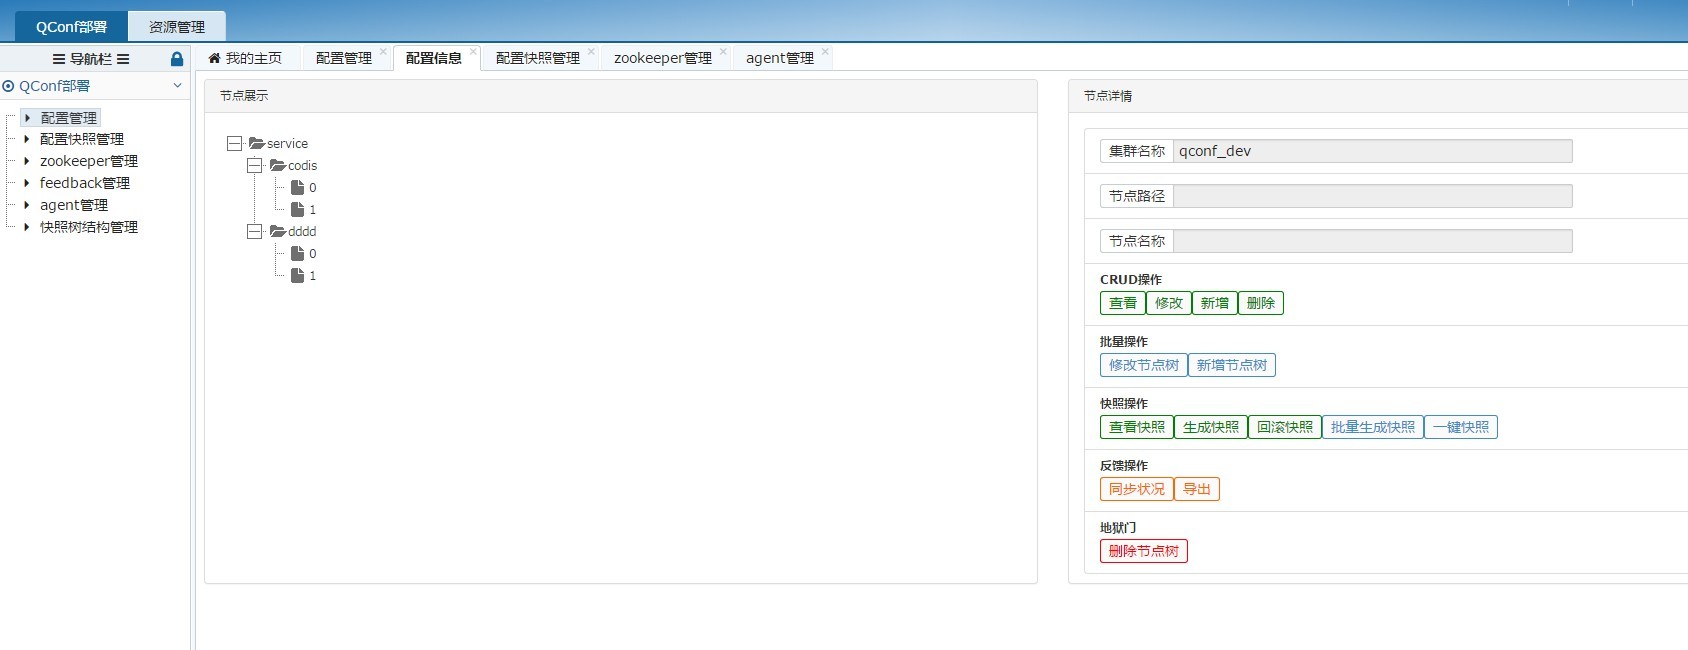 QConf部署 资源管理
导航栏
我的主页 配置管理 配置信息 配置快照管理 zookeeper管理 agent管理
QConf部署
配置管理
配置快照管理
zookeeper管理
feedback管理
agent管理
快照树结构管理
节点展示
service
codis
0
1
dddd
0
1
节点详情
集群名称 qconf_dev
节点路径
节点名称
CRUD操作
查看 修改 新增 删除
批量操作
修改节点树 新增节点树
快照操作
查看快照 生成快照 回滚快照 批量生成快照 一键快照
反馈操作
同步状况 导出
地狱门
删除节点树